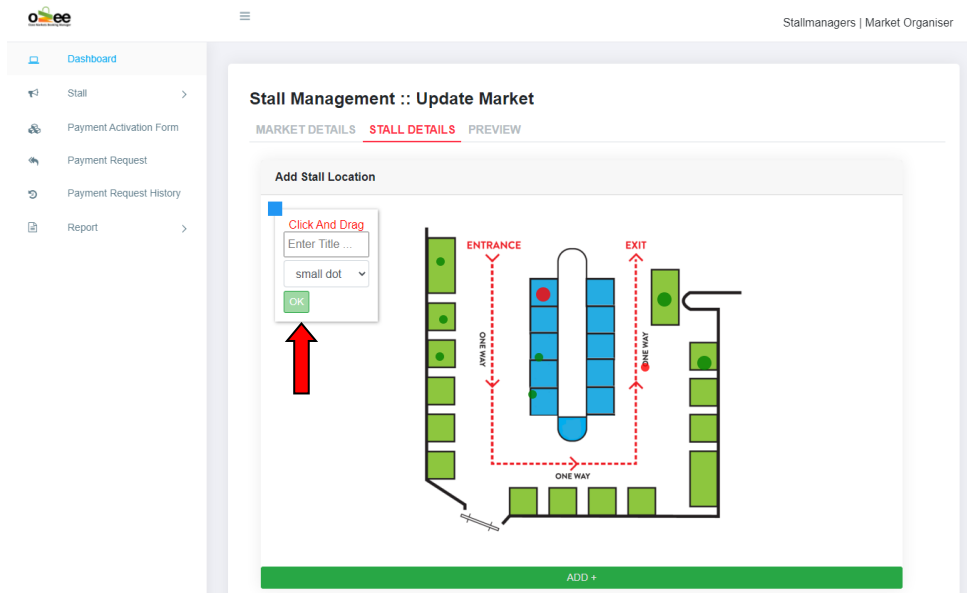 Stallmanagers | Market Organiser
Dashboard
Stall
Payment Activation Form
Payment Request
Payment Request History
Report
Stall Management :: Update Market
MARKET DETAILS STALL DETAILS PREVIEW
Add Stall Location
Click And Drag
Enter Title ...
small dot
OK
ENTRANCE
EXIT
ONE WAY
ONE WAY
ONE WAY
ADD +